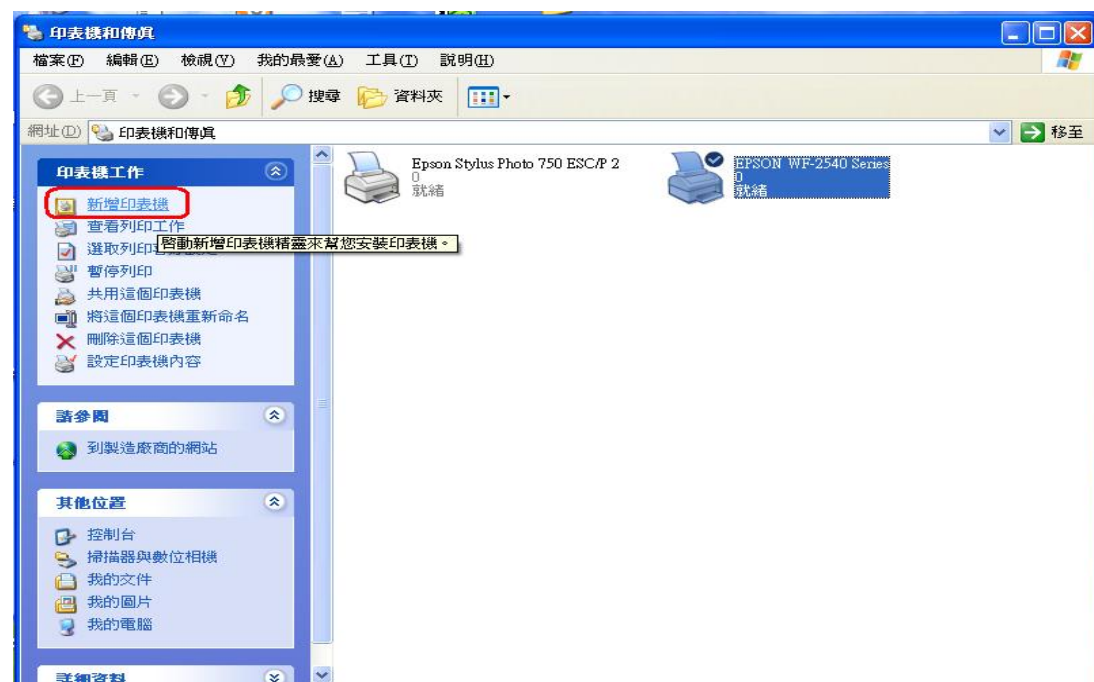 印表機和傳真
檔案(F) 編輯(E) 檢視(V) 我的最愛(A) 工具(T) 說明(H)
上一頁 搜尋 資料夾
網址(D) 印表機和傳真 移至
印表機工作
新增印表機
查看列印工作
選取列印
啟動新增印表機精靈來幫您安裝印表機。
暫停列印
共用這個印表機
將這個印表機重新命名
刪除這個印表機
設定印表機內容
請參閱
到製造廠商的網站
其他位置
控制台
掃描器與數位相機
我的文件
我的圖片
我的電腦
詳細資料
Epson Stylus Photo 750 ESC/P 2
0
就緒
EPSON WF-2540 Series
0
就緒